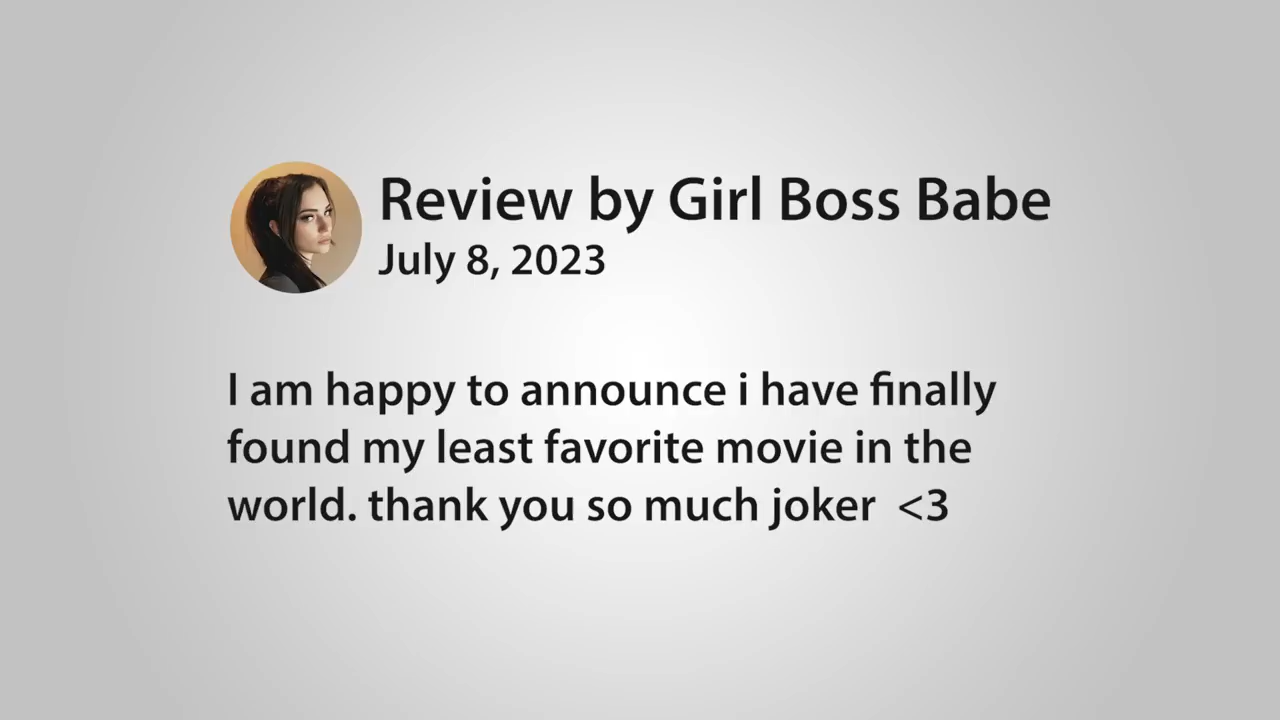 Review by Girl Boss Babe
July 8, 2023
I am happy to announce i have finally
found my least favorite movie in the
world. thank you so much joker  <3